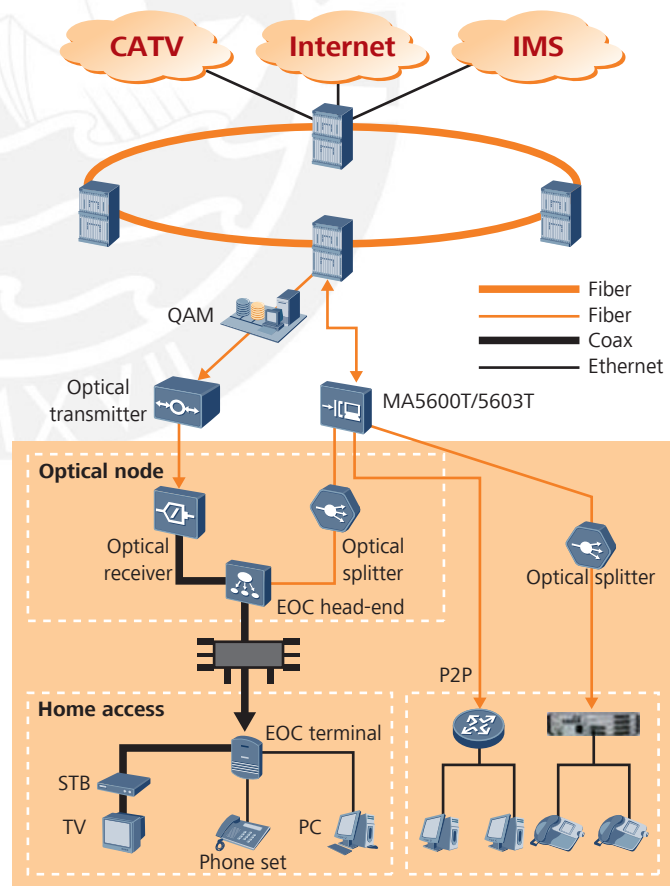 CATV
Internet
IMS
QAM
Fiber
Fiber
Coax
Ethernet
Optical
transmitter
MA5600T/5603T
Optical node
Optical
receiver
Optical
splitter
EOC head-end
Optical splitter
P2P
Home access
EOC terminal
STB
TV
Phone set
PC